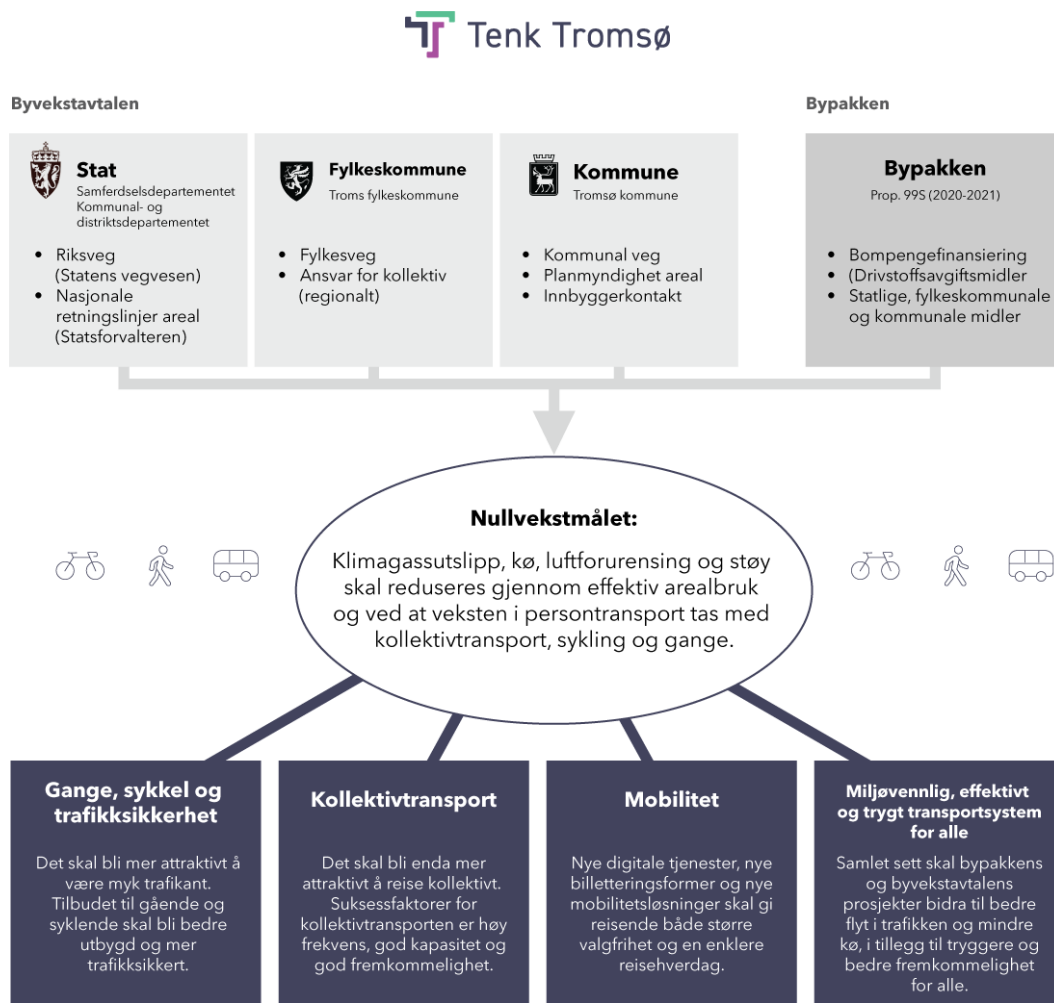 Tenk Tromsø
Byvekstavtalen
Bypakken
Stat
Samferdselsdepartementet
Kommunal- og
distriktsdepartementet
• Riksveg
(Statens vegvesen)
• Nasjonale
retningslinjer areal
(Statsforvalteren)
Fylkeskommune
Troms fylkeskommune
• Fylkesveg
• Ansvar for kollektiv
(regionalt)
Kommune
Tromsø kommune
• Kommunal veg
• Planmyndighet areal
• Innbyggerkontakt
Bypakken
Prop. 99S (2020-2021)
• Bompengefinansiering
• (Drivstoffsavgiftsmidler
• Statlige, fylkeskommunale
og kommunale midler
Nullvekstmålet:
Klimagassutslipp, kø, luftforurensing og støy
skal reduseres gjennom effektiv arealbruk
og ved at veksten i persontransport tas med
kollektivtransport, sykling og gange.
Gange, sykkel og
trafikksikkerhet
Det skal bli mer attraktivt å
være myk trafikant.
Tilbudet til gående og
syklende skal bli bedre
utbygd og mer
trafikksikkert.
Kollektivtransport
Det skal bli enda mer
attraktivt å reise kollektivt.
Suksessfaktorer for
kollektivtransporten er høy
frekvens, god kapasitet og
god fremkommelighet.
Mobilitet
Nye digitale tjenester, nye
billetteringsformer og nye
mobilitetsløsninger skal gi
reisende både større
valgfrihet og en enklere
reisehverdag.
Miljøvennlig, effektivt
og trygt transportsystem
for alle
Samlet sett skal bypakkens
og byvekstavtalens
prosjekter bidra til bedre
flyt i trafikken og mindre
kø, i tillegg til tryggere og
bedre fremkommelighet
for alle.